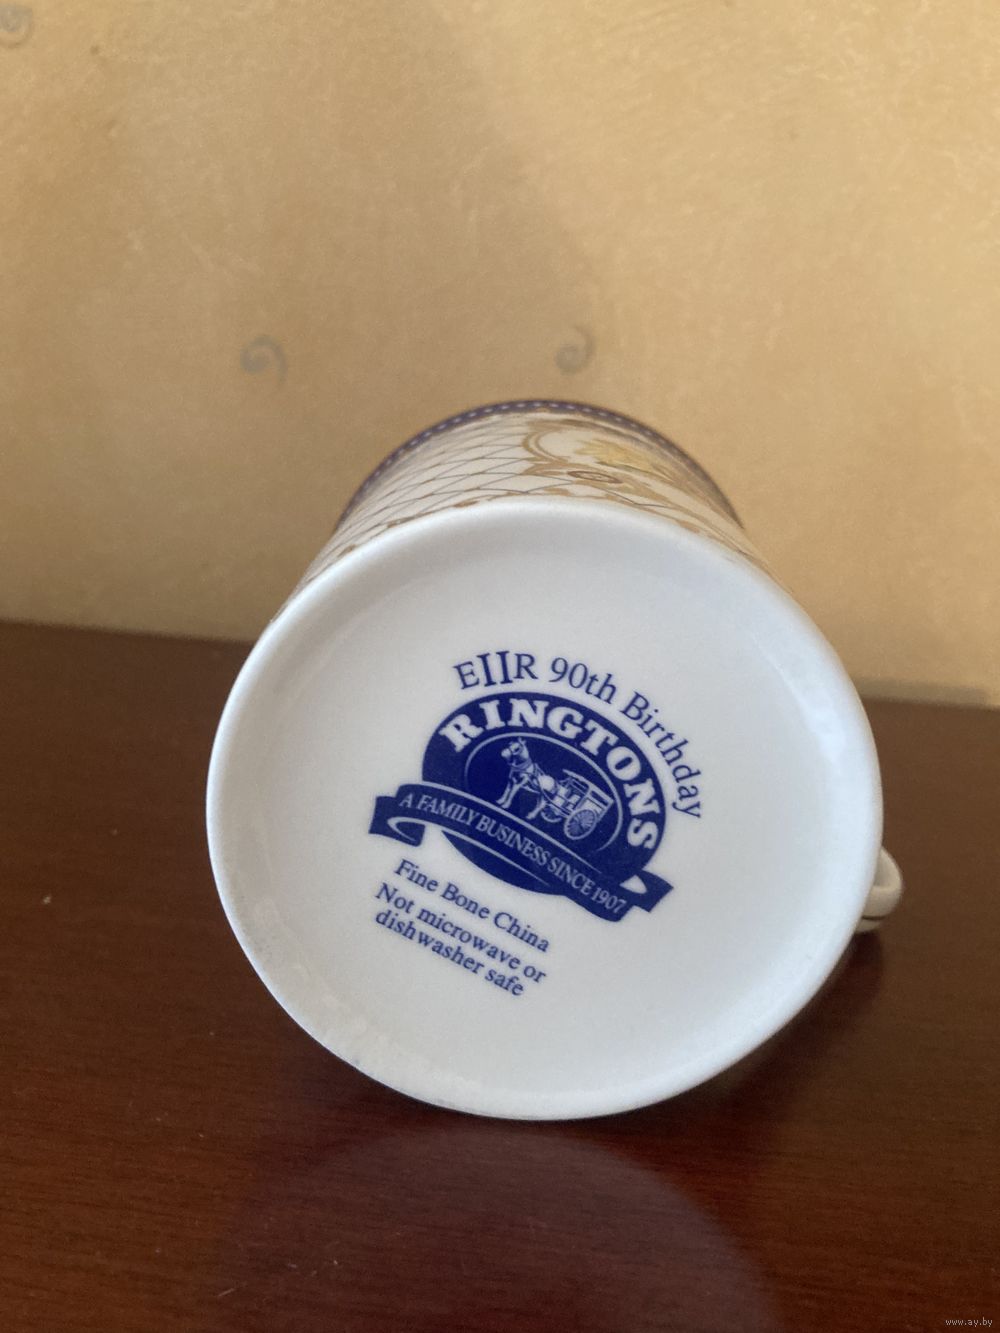 EIIR 90th Birthday
RINGTONS
A FAMILY BUSINESS SINCE 1907
Fine Bone China
Not microwave or
dishwasher safe
www.ay.by